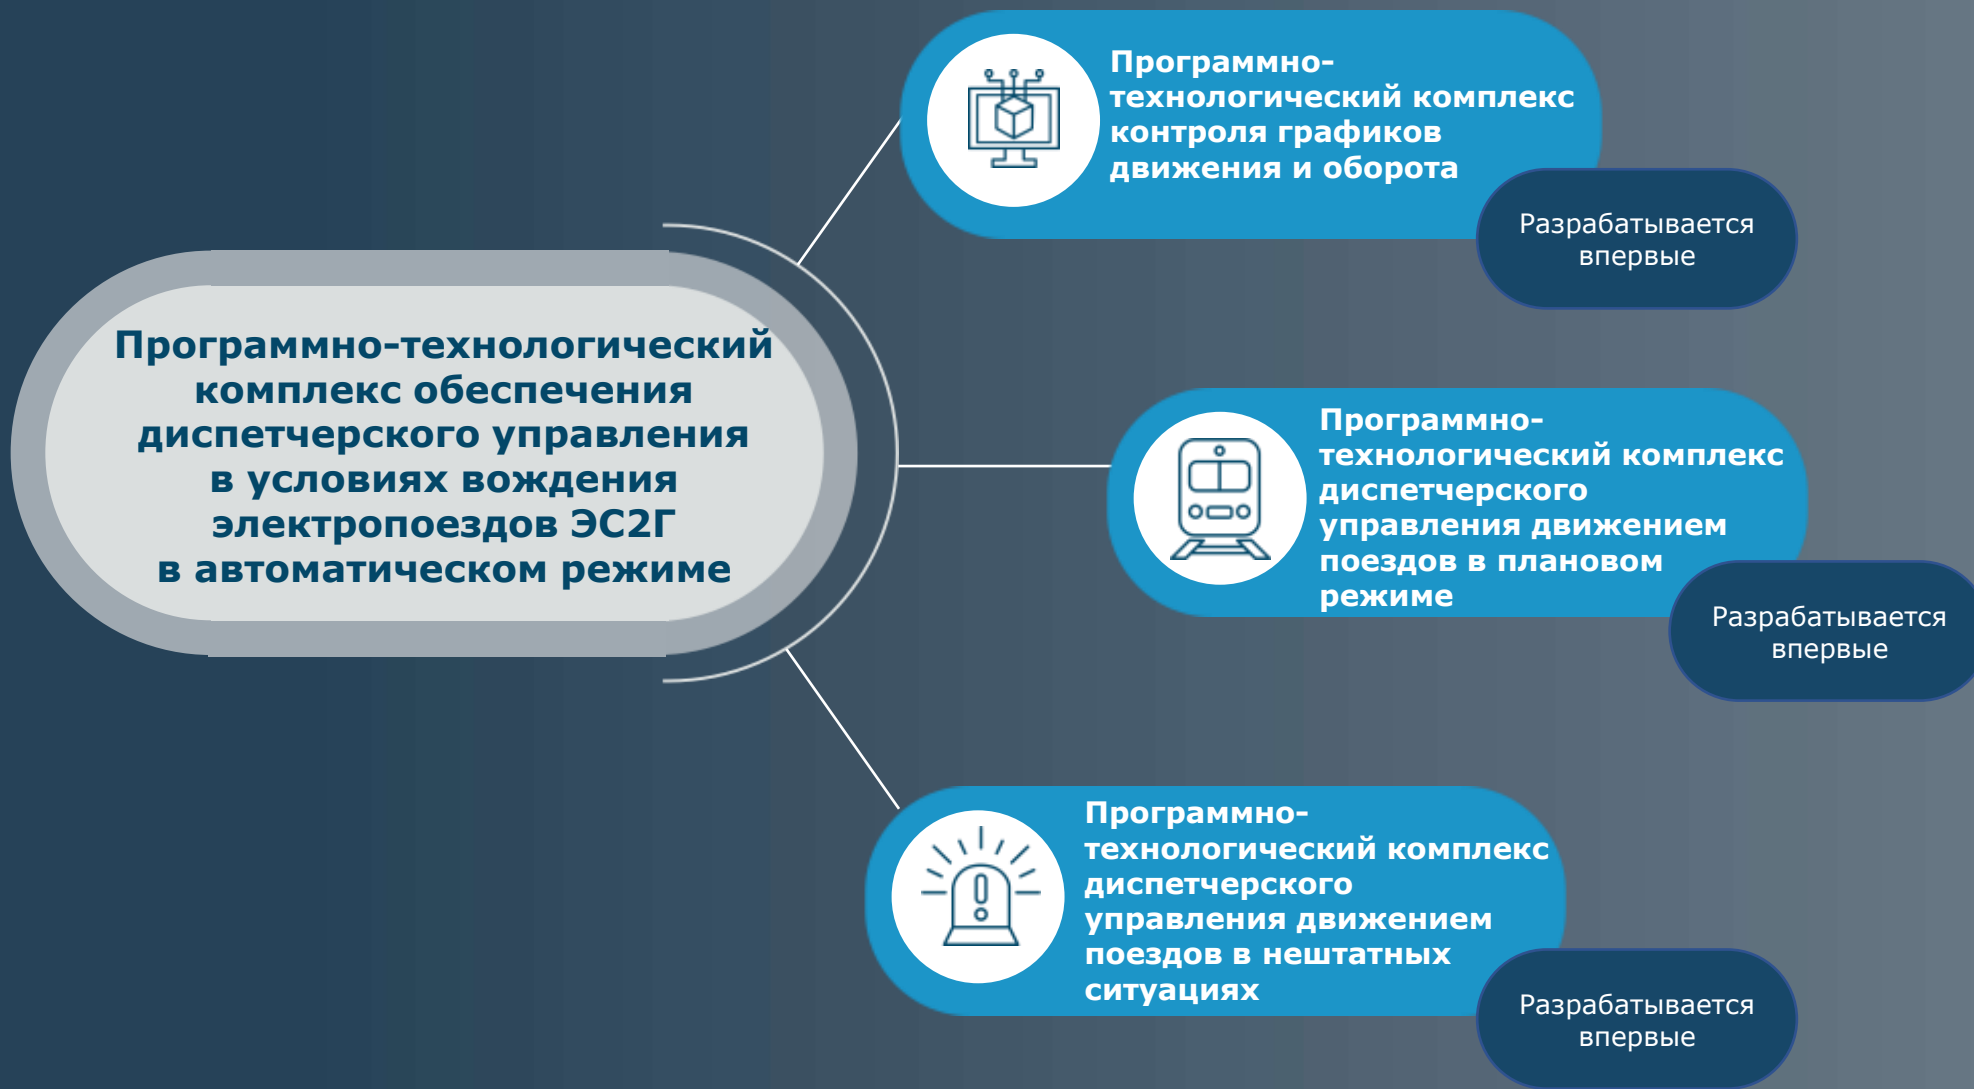 Программно-технологический
комплекс обеспечения
диспетчерского управления
в условиях вождения
электропоездов ЭС2Г
в автоматическом режиме
Программно-
технологический комплекс
контроля графиков
движения и оборота
Разрабатывается
впервые
Программно-
технологический комплекс
диспетчерского
управления движением
поездов в плановом
режиме
Разрабатывается
впервые
Программно-
технологический комплекс
диспетчерского
управления движением
поездов в нештатных
ситуациях
Разрабатывается
впервые